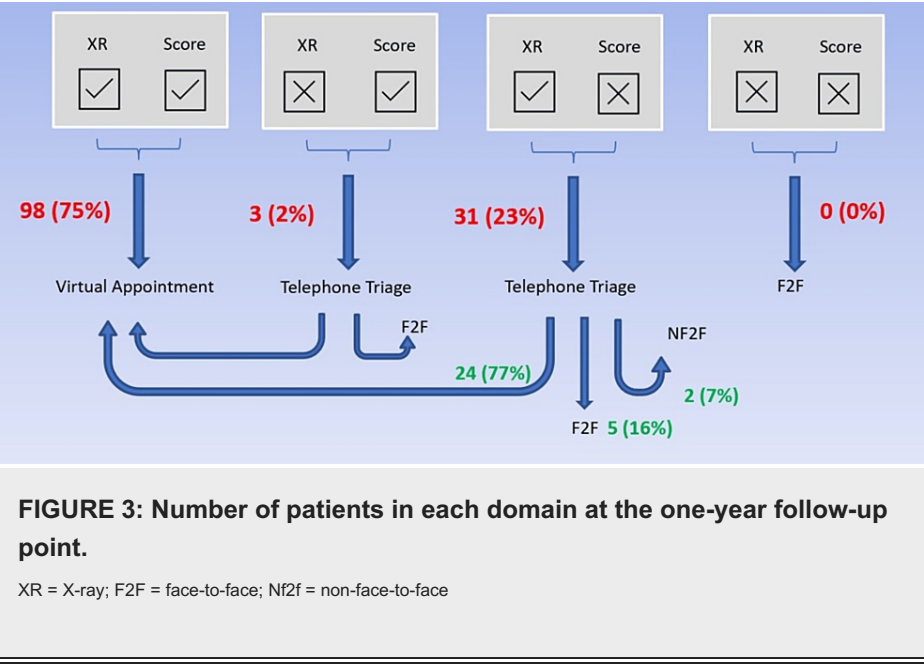 XR Score XR Score XR Score XR Score
98 (75%) 3 (2%) 31 (23%) 0 (0%)
Virtual Appointment Telephone Triage Telephone Triage F2F
F2F NF2F
24 (77%) 2 (7%)
F2F 5 (16%)
FIGURE 3: Number of patients in each domain at the one-year follow-up
point.
XR = X-ray; F2F = face-to-face; Nf2f = non-face-to-face